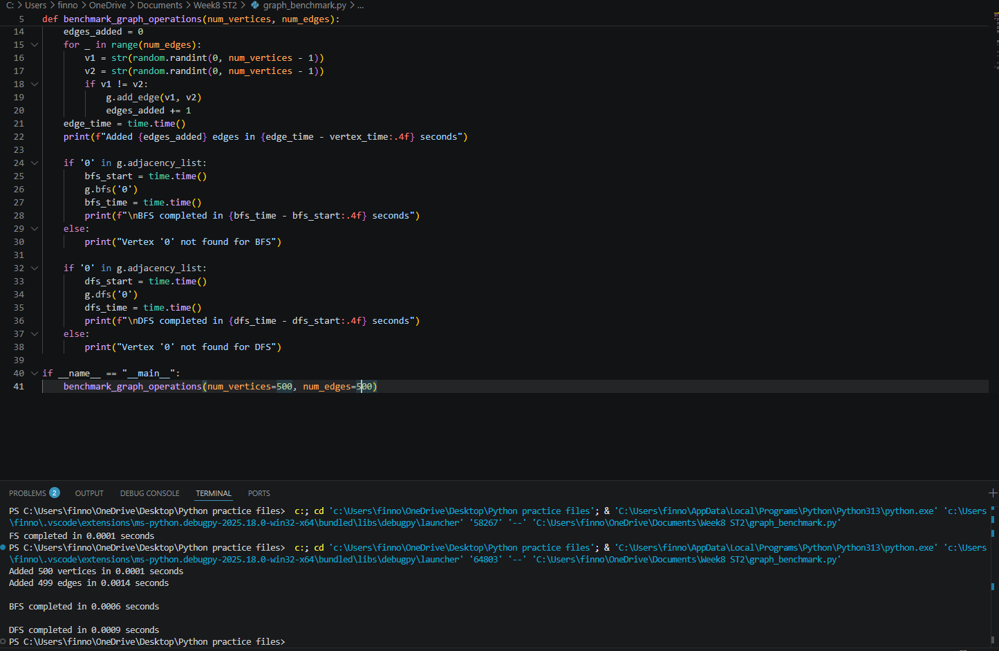 C: > Users > finno > OneDrive > Documents > Week8 ST2 > graph_benchmark.py > ...
5 def benchmark_graph_operations(num_vertices, num_edges):
14 edges_added = 0
15 for _ in range(num_edges):
16 v1 = str(random.randint(0, num_vertices - 1))
17 v2 = str(random.randint(0, num_vertices - 1))
18 if v1 != v2:
19 g.add_edge(v1, v2)
20 edges_added += 1
21 edge_time = time.time()
22 print(f"Added {edges_added} edges in {edge_time - vertex_time:.4f} seconds")
23
24 if '0' in g.adjacency_list:
25 bfs_start = time.time()
26 g.bfs('0')
27 bfs_time = time.time()
28 print(f"\nBFS completed in {bfs_time - bfs_start:.4f} seconds")
29 else:
30 print("Vertex '0' not found for BFS")
31
32 if '0' in g.adjacency_list:
33 dfs_start = time.time()
34 g.dfs('0')
35 dfs_time = time.time()
36 print(f"\nDFS completed in {dfs_time - dfs_start:.4f} seconds")
37 else:
38 print("Vertex '0' not found for DFS")
39
40 if __name__ == "__main__":
41 benchmark_graph_operations(num_vertices=500, num_edges=500)
PROBLEMS 2 OUTPUT DEBUG CONSOLE TERMINAL PORTS
PS C:\Users\finno\OneDrive\Desktop\Python practice files> c:; cd 'c:\Users\finno\OneDrive\Desktop\Python practice files'; & 'C:\Users\finno\AppData\Local\Programs\Python\Python313\python.exe' 'c:\Users
\finno\.vscode\extensions\ms-python.debugpy-2025.18.0-win32-x64\bundled\libs\debugpy\launcher' '58267' '--' 'C:\Users\finno\OneDrive\Documents\Week8 ST2\graph_benchmark.py'
FS completed in 0.0001 seconds
PS C:\Users\finno\OneDrive\Desktop\Python practice files> c:; cd 'c:\Users\finno\OneDrive\Desktop\Python practice files'; & 'C:\Users\finno\AppData\Local\Programs\Python\Python313\python.exe' 'c:\Users
\finno\.vscode\extensions\ms-python.debugpy-2025.18.0-win32-x64\bundled\libs\debugpy\launcher' '64803' '--' 'C:\Users\finno\OneDrive\Documents\Week8 ST2\graph_benchmark.py'
Added 500 vertices in 0.0001 seconds
Added 499 edges in 0.0014 seconds
BFS completed in 0.0006 seconds
DFS completed in 0.0009 seconds
PS C:\Users\finno\OneDrive\Desktop\Python practice files>